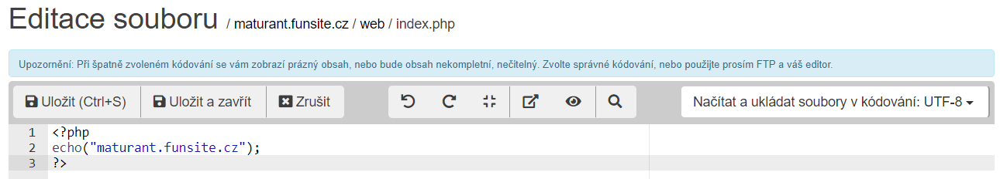 Editace souboru / maturant.funsite.cz / web / index.php
Upozornění: Při špatně zvoleném kódování se vám zobrazí prázný obsah, nebo bude obsah nekompletní, nečitelný. Zvolte správné kódování, nebo použijte prosím FTP a váš editor.
Uložit (Ctrl+S) Uložit a zavřít Zrušit Načítat a ukládat soubory v kódování: UTF-8
1 <?php
2 echo("maturant.funsite.cz");
3 ?>